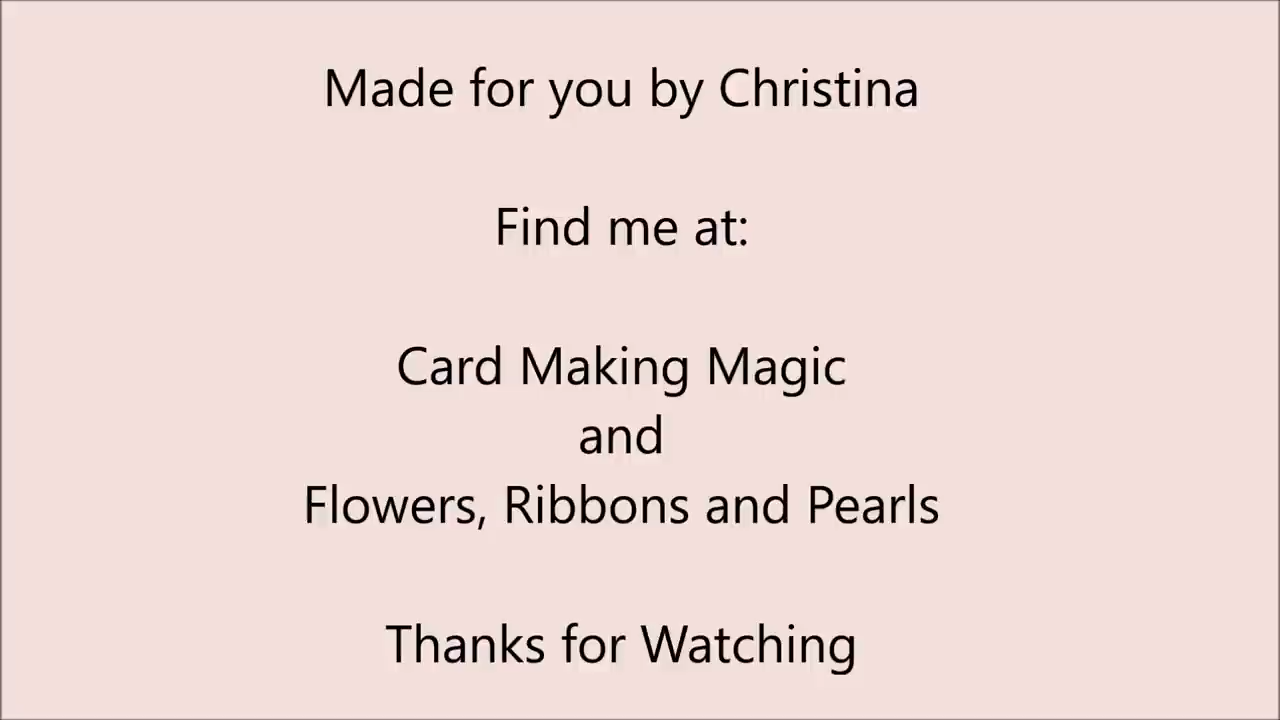 Made for you by Christina
Find me at:
Card Making Magic
and
Flowers, Ribbons and Pearls
Thanks for Watching